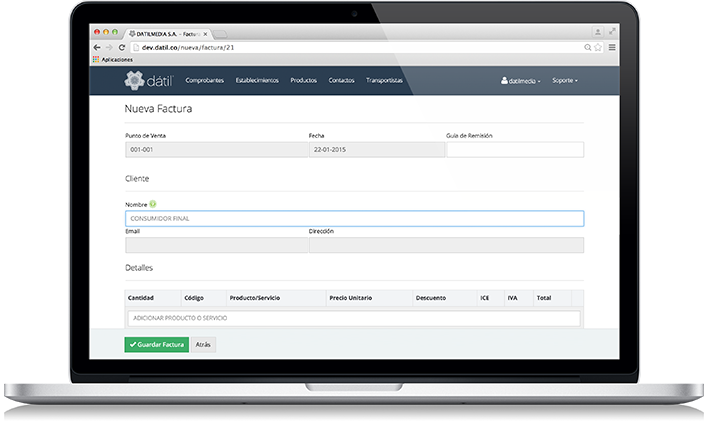 DATILMEDIA S.A. – Factura
dev.datil.co/nueva/factura/21
Aplicaciones
dátil Comprobantes Establecimientos Productos Contactos Transportistas datilmedia Soporte
Nueva Factura
Punto de Venta Fecha Guía de Remisión
001-001 22-01-2015
Cliente
Nombre ?
CONSUMIDOR FINAL
Email Dirección
Detalles
Cantidad Código Producto/Servicio Precio Unitario Descuento ICE IVA Total
ADICIONAR PRODUCTO O SERVICIO
Guardar Factura Atrás